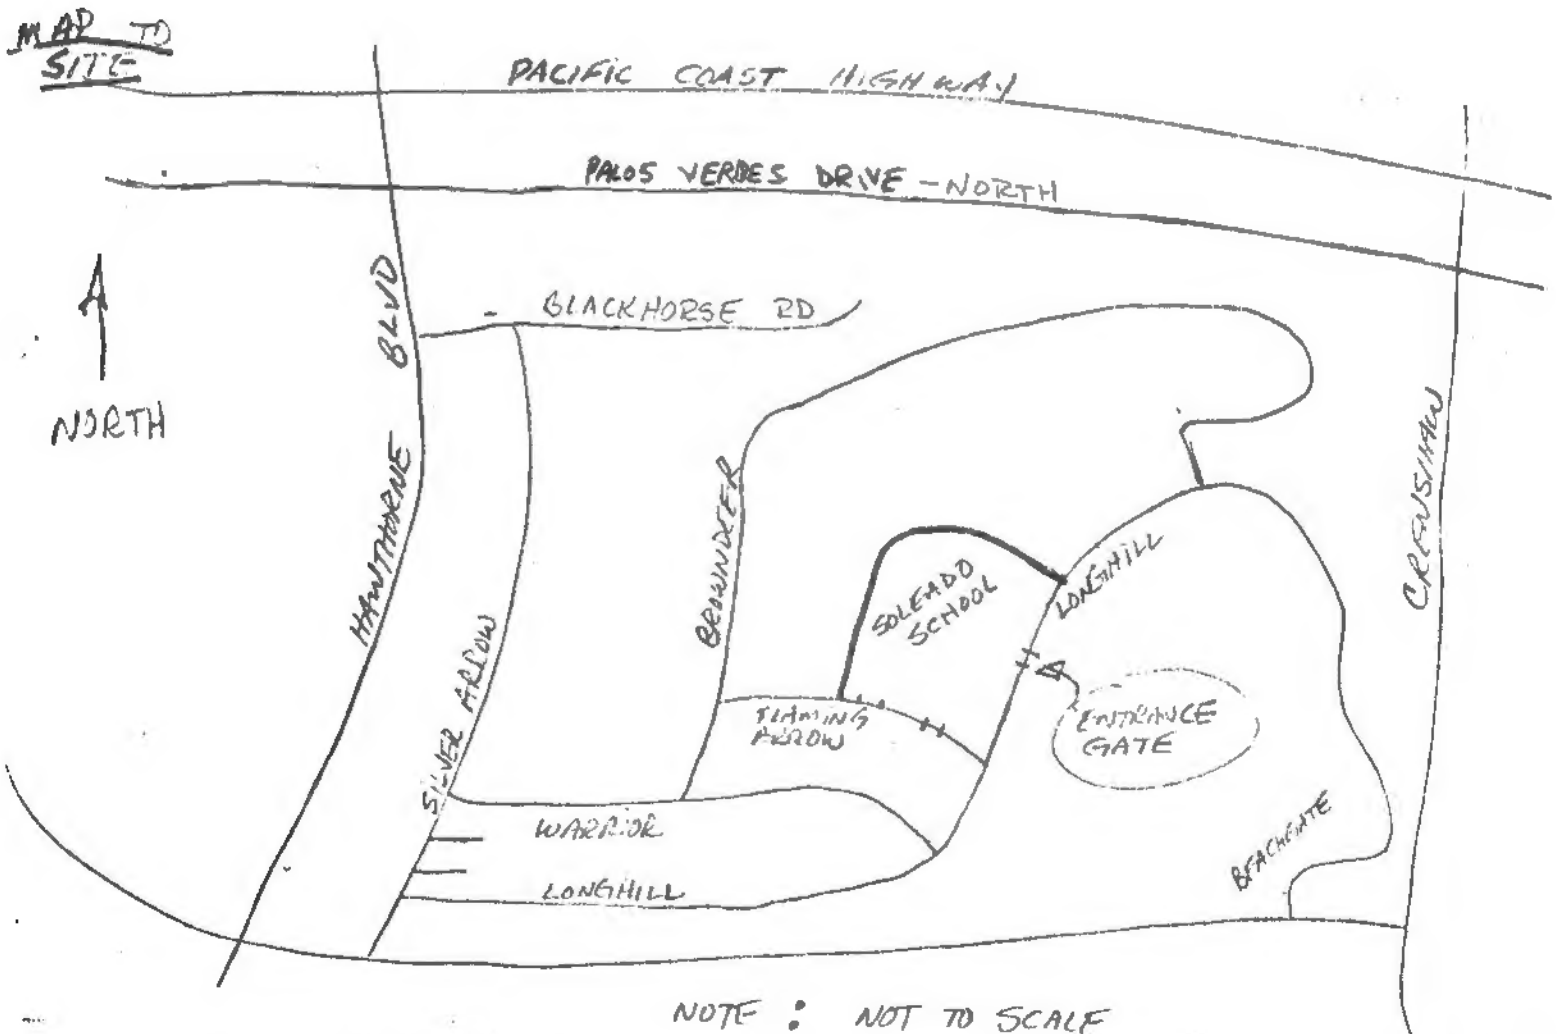 MAP TO
SITE
PACIFIC COAST HIGHWAY
PALOS VERDES DRIVE - NORTH
BLACKHORSE RD
NORTH
HAWTHORNE BLVD
SILVER ARROW
BROWNDEER
SOLEADO
SCHOOL
LONGHILL
CRENSHAW
FLAMING
ARROW
ENTRANCE
GATE
WARRIOR
LONGHILL
NOTE : NOT TO SCALE